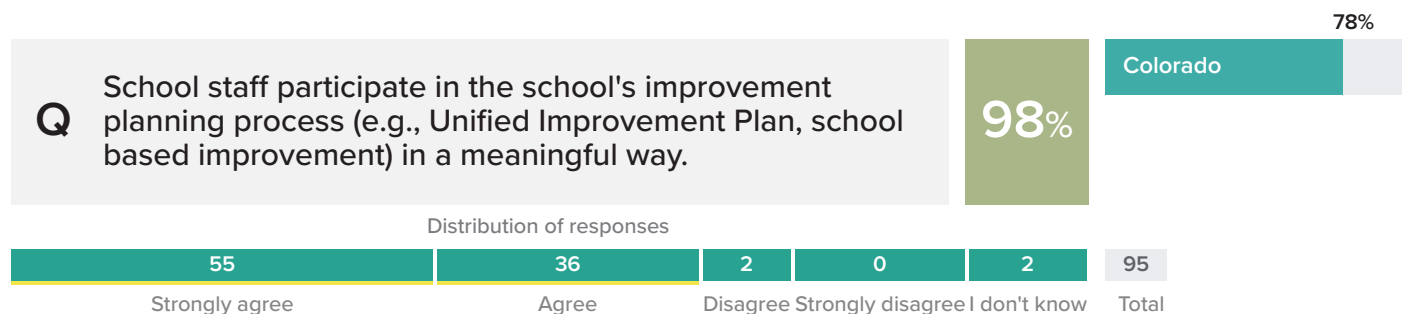 78%
Q
School staff participate in the school's improvement
planning process (e.g., Unified Improvement Plan, school
based improvement) in a meaningful way.
98%
Colorado
Distribution of responses
55 36 2 0 2 95
Strongly agree Agree Disagree Strongly disagree I don't know Total